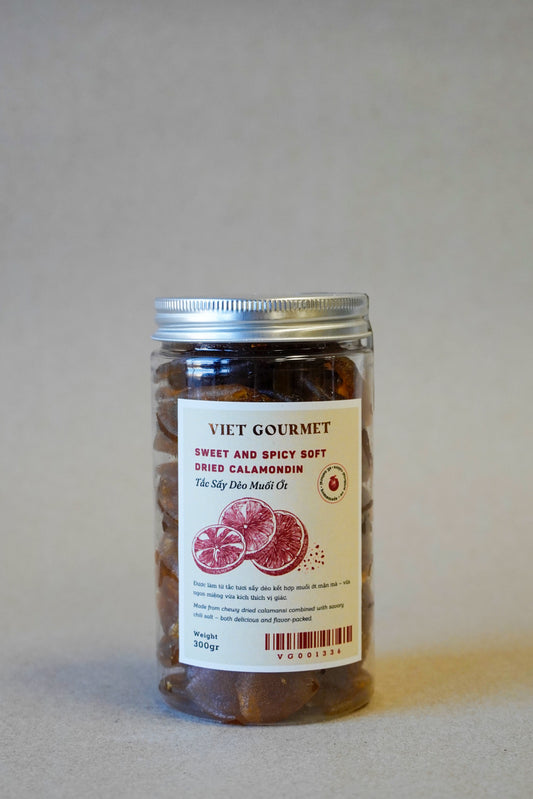 VIET GOURMET
SWEET AND SPICY SOFT
DRIED CALAMONDIN
Tắc Sấy Dẻo Muối Ớt
Được làm từ tắc tươi sấy dẻo kết hợp muối ớt mặn mà – vừa
ngon miệng vừa kích thích vị giác.
Made from chewy dried calamansi combined with savory
chili salt – both delicious and flavor-packed.
Weight
300gr
VG001336